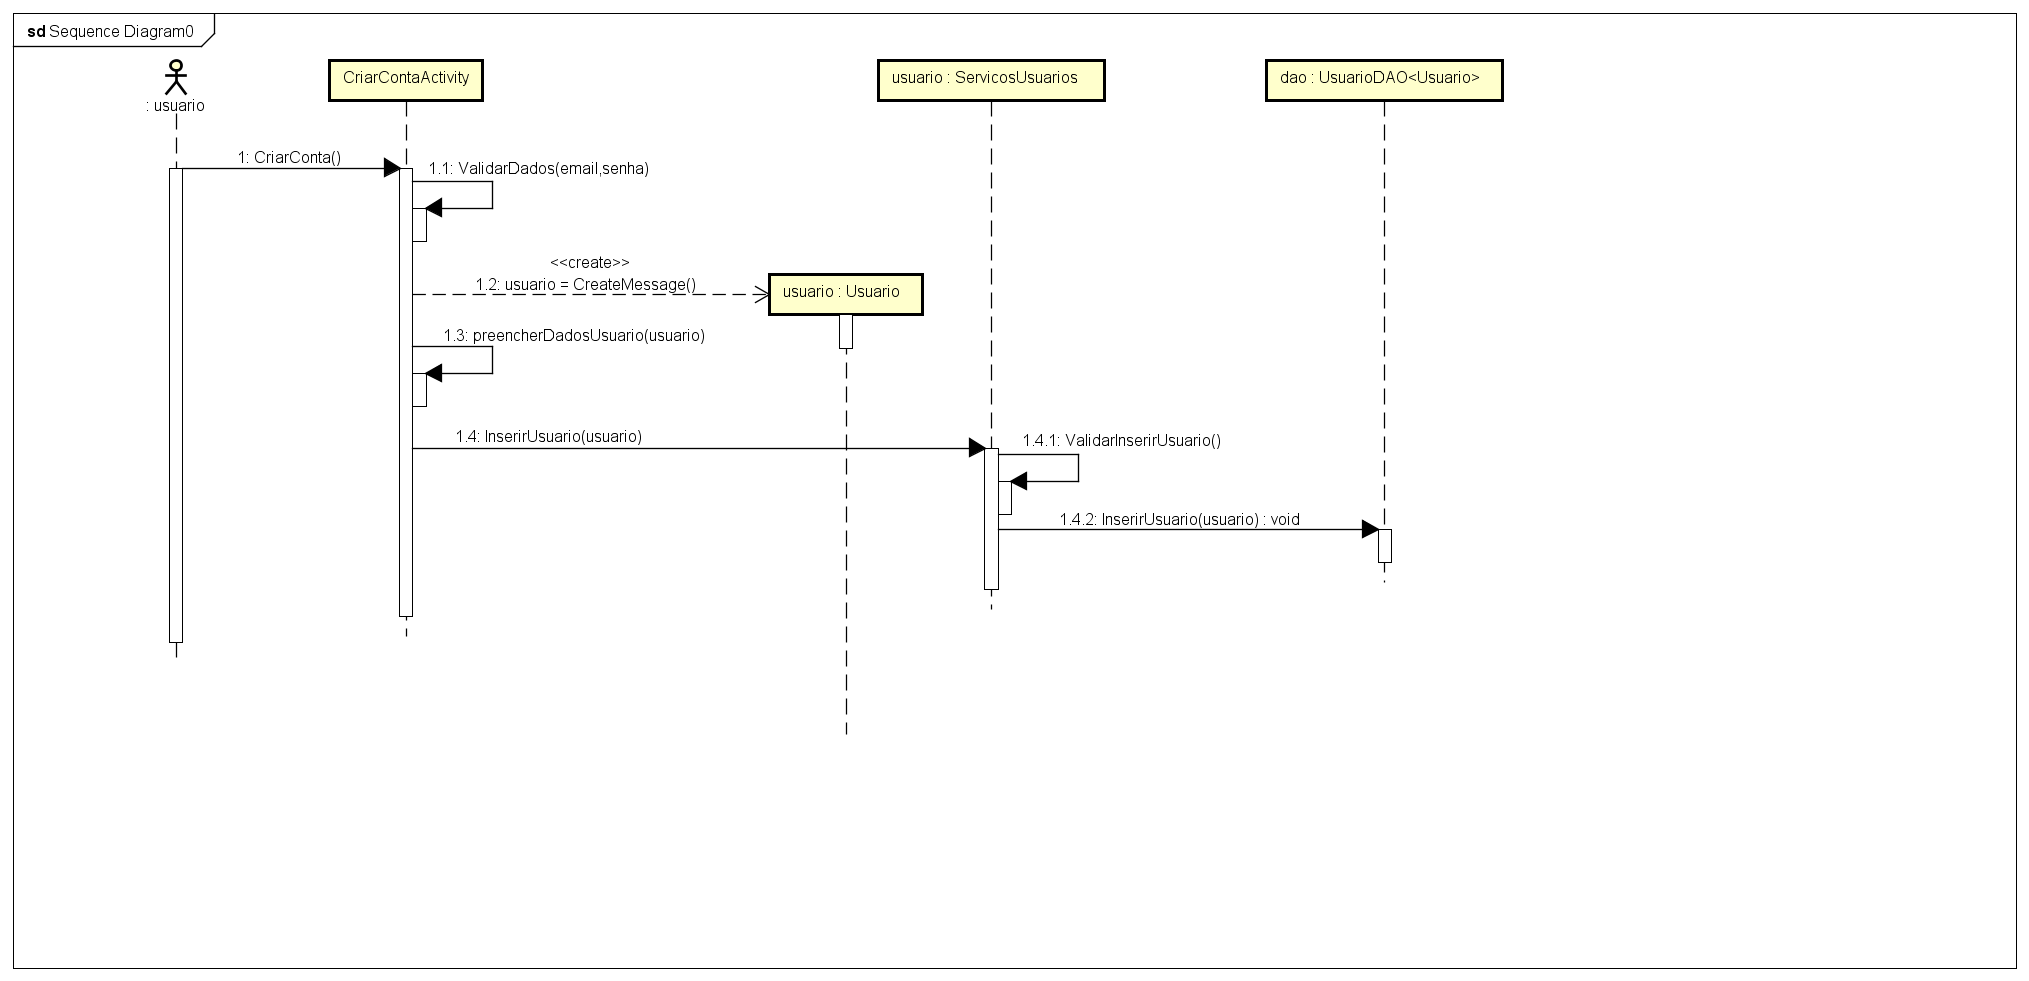 sd Sequence Diagram0
: usuario
CriarContaActivity
usuario : ServicosUsuarios
dao : UsuarioDAO<Usuario>
1: CriarConta()
1.1: ValidarDados(email,senha)
<<create>>
1.2: usuario = CreateMessage()
usuario : Usuario
1.3: preencherDadosUsuario(usuario)
1.4: InserirUsuario(usuario)
1.4.1: ValidarInserirUsuario()
1.4.2: InserirUsuario(usuario) : void